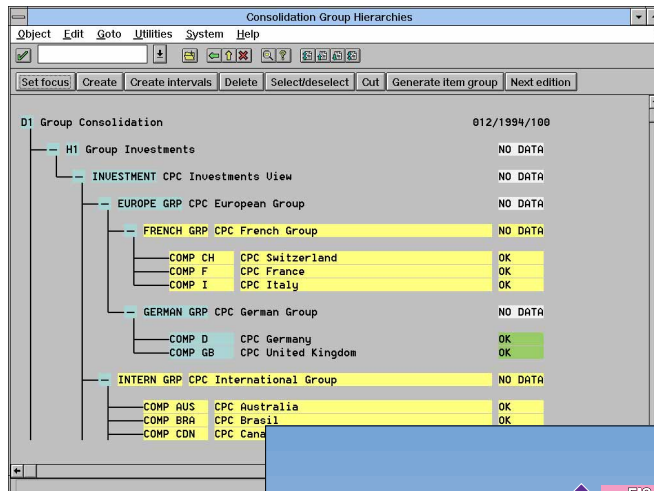 Consolidation Group Hierarchies
Object Edit Goto Utilities System Help
Set focus Create Create intervals Delete Select/deselect Cut Generate item group Next edition
D1 Group Consolidation 012/1994/100
H1 Group Investments NO DATA
INVESTMENT CPC Investments View NO DATA
EUROPE GRP CPC European Group NO DATA
FRENCH GRP CPC French Group NO DATA
COMP CH CPC Switzerland OK
COMP F CPC France OK
COMP I CPC Italy OK
GERMAN GRP CPC German Group NO DATA
COMP D CPC Germany OK
COMP GB CPC United Kingdom OK
INTERN GRP CPC International Group NO DATA
COMP AUS CPC Australia OK
COMP BRA CPC Brasil OK
COMP CDN CPC Cana